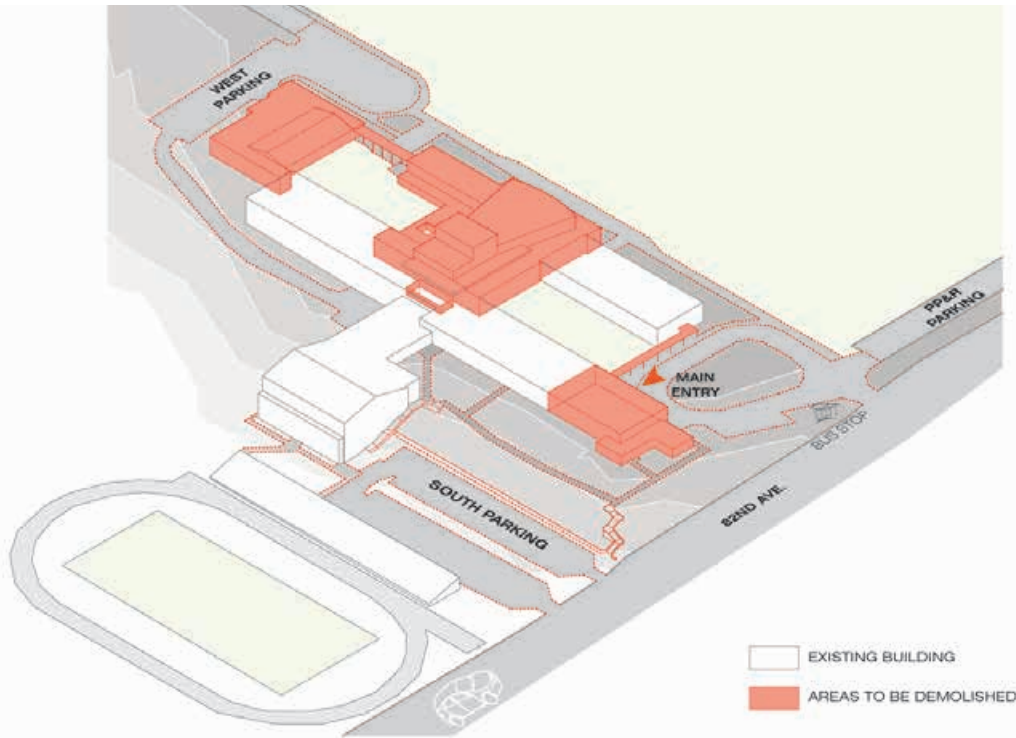 WEST
PARKING
PP&R
PARKING
MAIN
ENTRY
BUS STOP
82ND AVE.
SOUTH PARKING
EXISTING BUILDING
AREAS TO BE DEMOLISHED